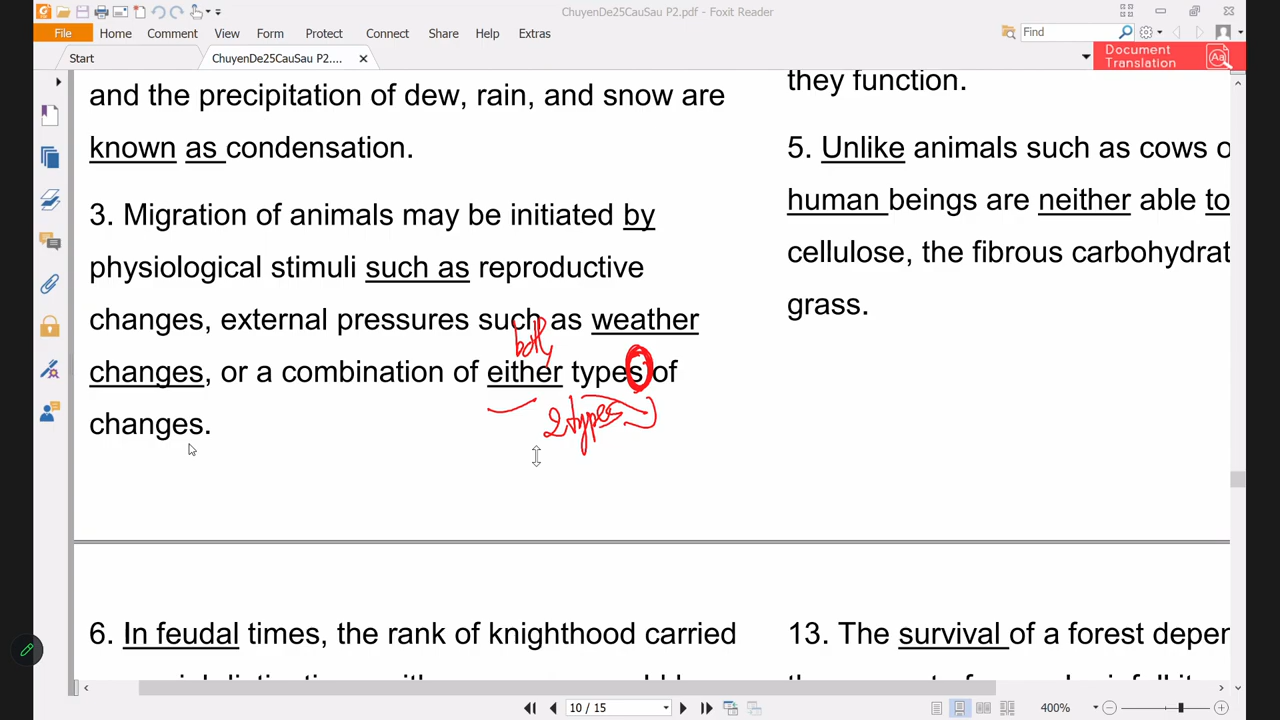 ChuyenDe25CauSau P2.pdf - Foxit Reader
File Home Comment View Form Protect Connect Share Help Extras
Find
Start
ChuyenDe25CauSau P2....
Document
Translation
and the precipitation of dew, rain, and snow are
known as condensation.
3. Migration of animals may be initiated by
physiological stimuli such as reproductive
changes, external pressures such as weather
both
changes, or a combination of either types of
2 types
changes.
6. In feudal times, the rank of knighthood carried
they function.
5. Unlike animals such as cows o
human beings are neither able to
cellulose, the fibrous carbohydrat
grass.
13. The survival of a forest deper
10 / 15
400%